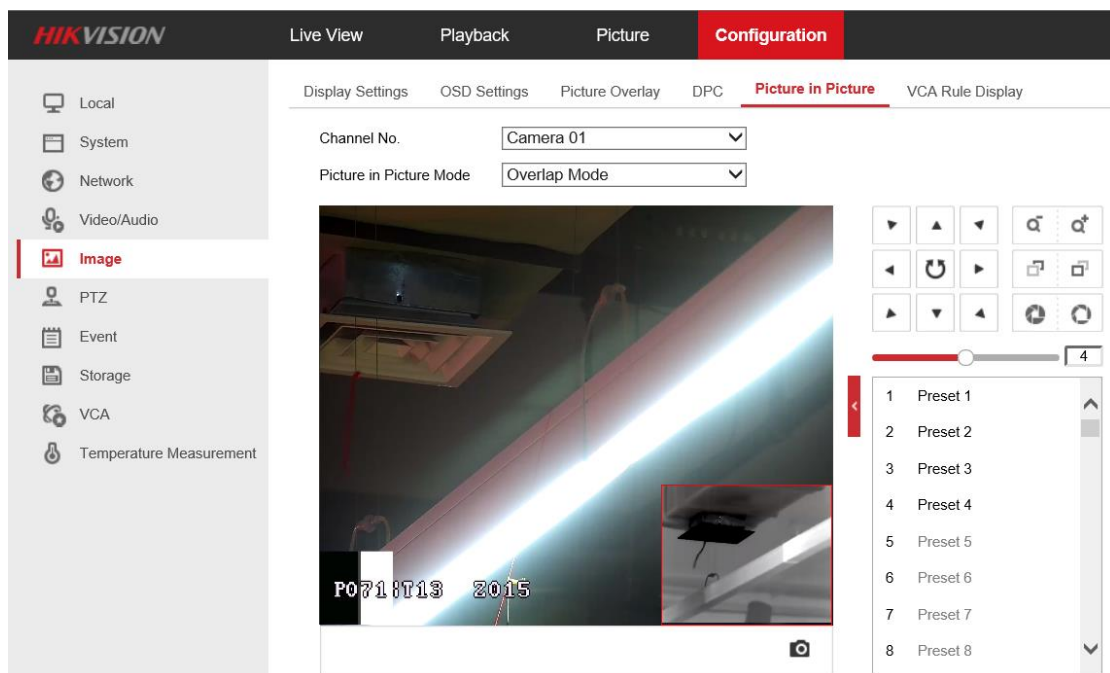 HIKVISION
Live View Playback Picture Configuration
Local
System
Network
Video/Audio
Image
PTZ
Event
Storage
VCA
Temperature Measurement
Display Settings OSD Settings Picture Overlay DPC Picture in Picture VCA Rule Display
Channel No. Camera 01
Picture in Picture Mode Overlap Mode
4
1 Preset 1
2 Preset 2
3 Preset 3
4 Preset 4
5 Preset 5
6 Preset 6
7 Preset 7
8 Preset 8
2015